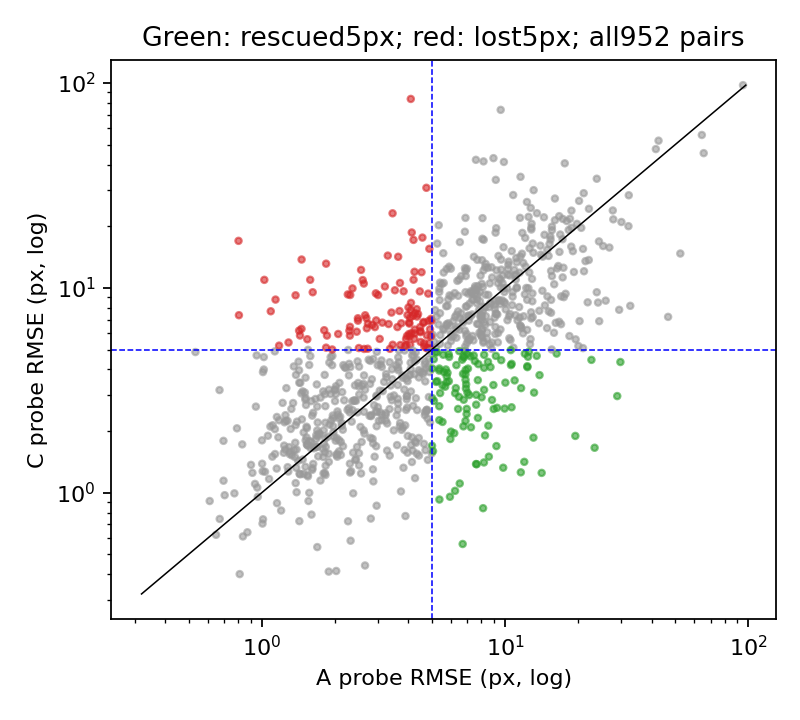 Green: rescued5px; red: lost5px; all952 pairs
C probe RMSE (px, log)
10²
10¹
10⁰
10⁰ 10¹ 10²
A probe RMSE (px, log)